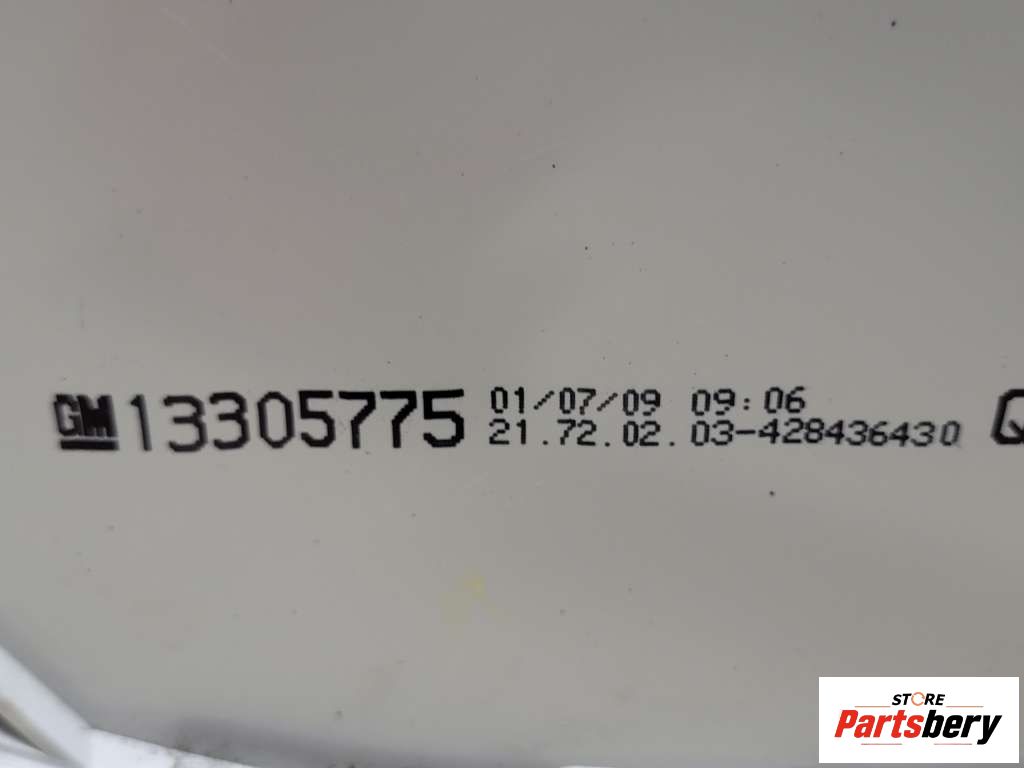 GM 13305775 01/07/09 09:06
21.72.02.03-428436430 Q
STORE
Partsbery